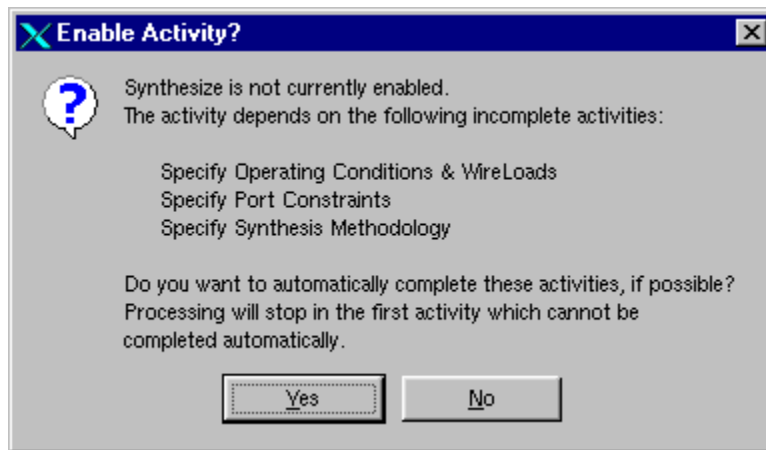 Enable Activity?
Synthesize is not currently enabled.
The activity depends on the following incomplete activities:
Specify Operating Conditions & WireLoads
Specify Port Constraints
Specify Synthesis Methodology
Do you want to automatically complete these activities, if possible?
Processing will stop in the first activity which cannot be
completed automatically.
Yes No